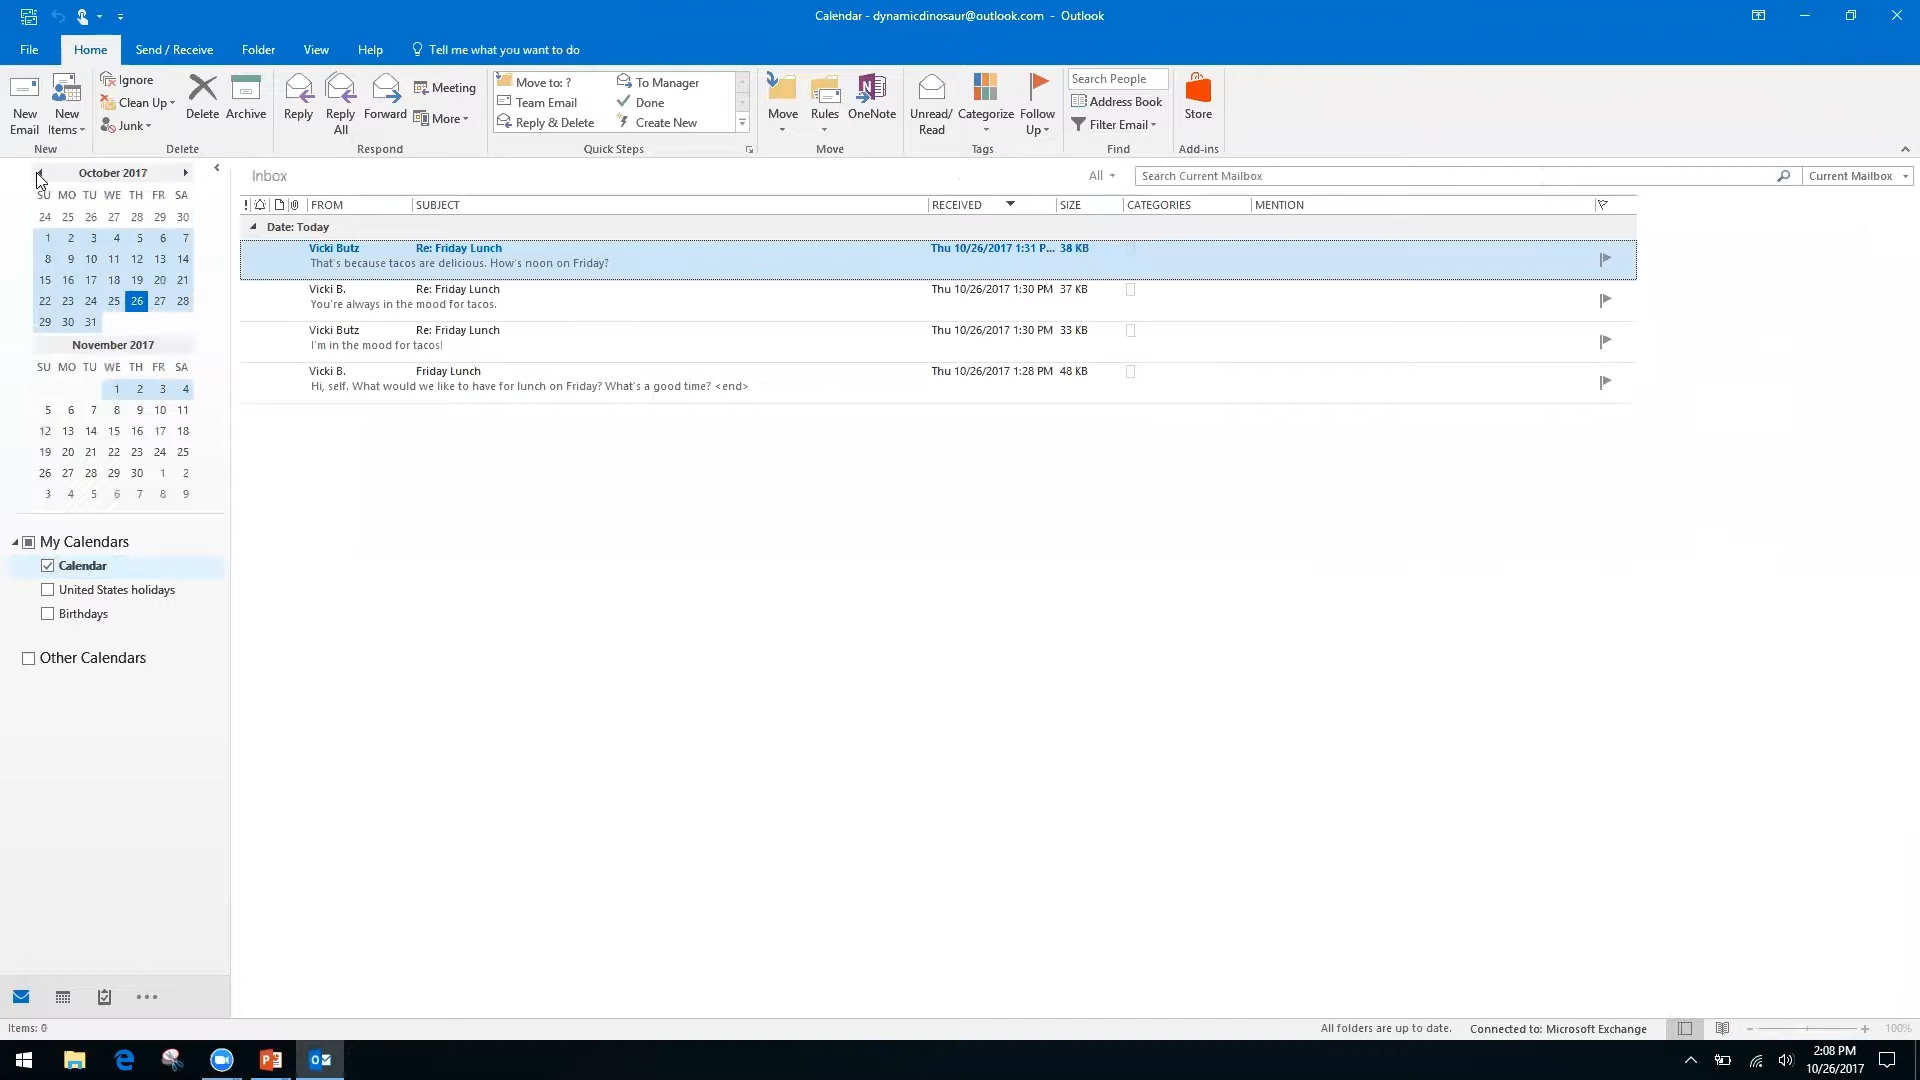 Calendar - dynamicdinosaur@outlook.com - Outlook
File Home Send / Receive Folder View Help Tell me what you want to do
New Email
New Items
New
Ignore
Clean Up
Junk
Delete
Archive
Delete
Reply
Reply All
Forward
Meeting
More
Respond
Move to: ?
Team Email
Reply & Delete
To Manager
Done
Create New
Quick Steps
Move
Rules
OneNote
Move
Unread/ Read
Categorize
Follow Up
Tags
Search People
Address Book
Filter Email
Find
Store
Add-ins
October 2017
SU MO TU WE TH FR SA
24 25 26 27 28 29 30
1 2 3 4 5 6 7
8 9 10 11 12 13 14
15 16 17 18 19 20 21
22 23 24 25 26 27 28
29 30 31
November 2017
SU MO TU WE TH FR SA
1 2 3 4
5 6 7 8 9 10 11
12 13 14 15 16 17 18
19 20 21 22 23 24 25
26 27 28 29 30 1 2
3 4 5 6 7 8 9
My Calendars
Calendar
United States holidays
Birthdays
Other Calendars
Inbox
All
Search Current Mailbox
Current Mailbox
! FROM SUBJECT RECEIVED SIZE CATEGORIES MENTION
Date: Today
Vicki Butz Re: Friday Lunch Thu 10/26/2017 1:31 P... 38 KB
That's because tacos are delicious. How's noon on Friday?
Vicki B. Re: Friday Lunch Thu 10/26/2017 1:30 PM 37 KB
You're always in the mood for tacos.
Vicki Butz Re: Friday Lunch Thu 10/26/2017 1:30 PM 33 KB
I'm in the mood for tacos!
Vicki B. Friday Lunch Thu 10/26/2017 1:28 PM 48 KB
Hi, self. What would we like to have for lunch on Friday? What's a good time? <end>
Items: 0
All folders are up to date. Connected to: Microsoft Exchange
100%
2:08 PM
10/26/2017